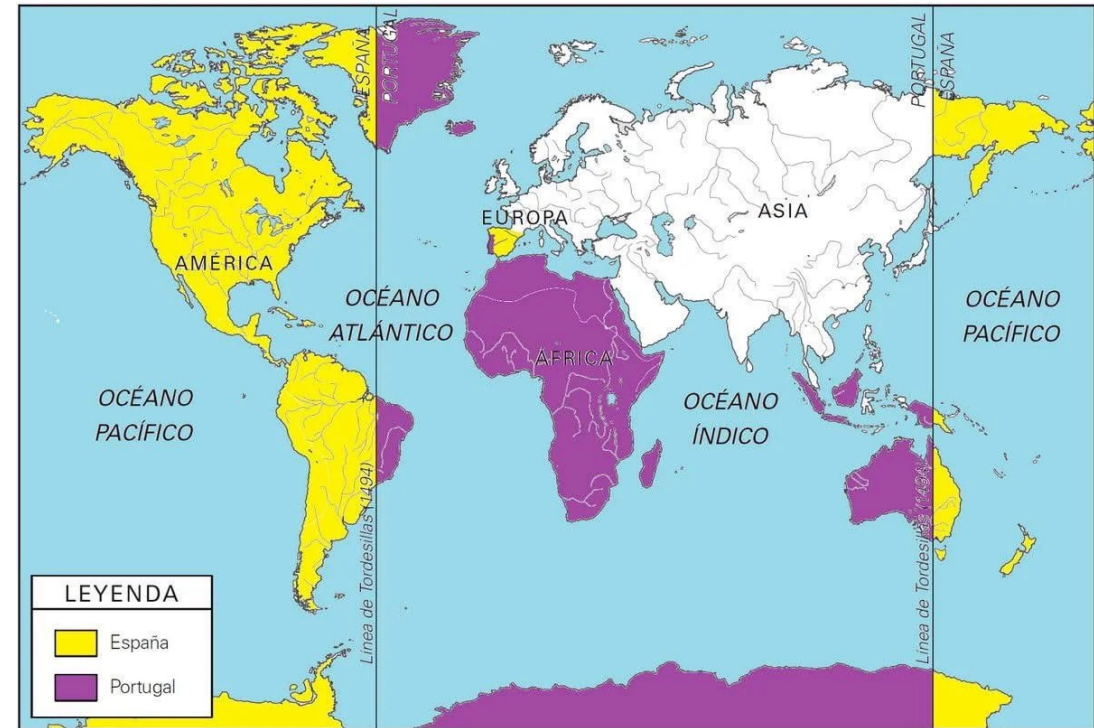 ESPAÑA
PORTUGAL
PORTUGAL
ESPAÑA
EUROPA
ASIA
AMÉRICA
OCÉANO
ATLÁNTICO
OCÉANO
PACÍFICO
ÁFRICA
OCÉANO
PACÍFICO
OCÉANO
ÍNDICO
Línea de Tordesillas (1494)
Línea de Tordesillas (1494)
LEYENDA
España
Portugal